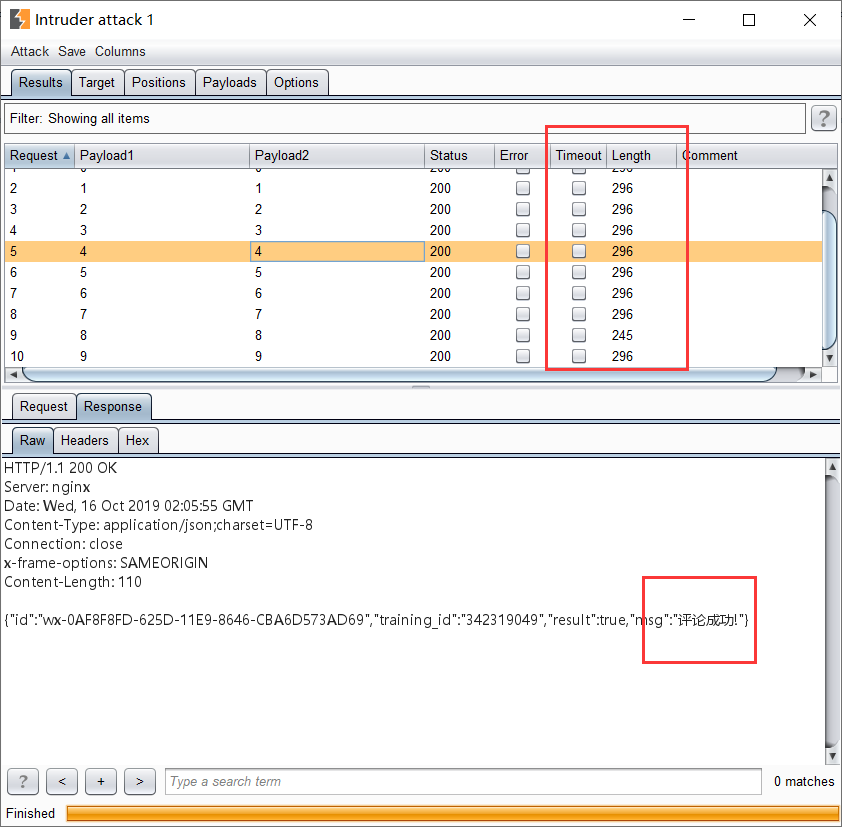 Intruder attack 1
Attack Save Columns
Results Target Positions Payloads Options
Filter: Showing all items ?
Request Payload1 Payload2 Status Error Timeout Length Comment
2 1 1 200 296
3 2 2 200 296
4 3 3 200 296
5 4 4 200 296
6 5 5 200 296
7 6 6 200 296
8 7 7 200 296
9 8 8 200 245
10 9 9 200 296
Request Response
Raw Headers Hex
HTTP/1.1 200 OK
Server: nginx
Date: Wed, 16 Oct 2019 02:05:55 GMT
Content-Type: application/json;charset=UTF-8
Connection: close
x-frame-options: SAMEORIGIN
Content-Length: 110
{"id":"wx-0AF8F8FD-625D-11E9-8646-CBA6D573AD69","training_id":"342319049","result":true,"msg":"评论成功!"}
? < + > Type a search term 0 matches
Finished